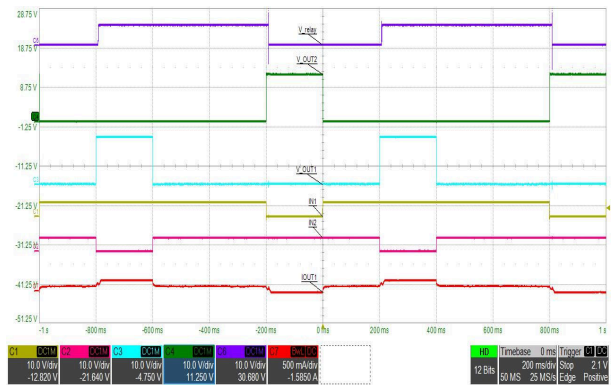 28.75 V
V_relay
C6
18.75 V
V_OUT2
8.75 V
-1.25 V
-11.25 V
V_OUT1
C3
-21.25 V
IN1
C1
IN2
-31.25 V
IOUT1
-41.25 V
-51.25 V
-1 s -800 ms -600 ms -400 ms -200 ms 0 ms 200 ms 400 ms 600 ms 800 ms 1 s
C1 DC1M C2 DC1M C3 DC1M C4 DC1M DC1M HD Timebase 0 ms Trigger C1 DC
10.0 V/div 10.0 V/div 10.0 V/div 10.0 V/div 10.0 V/div 500 mA/div 12 Bits 200 ms/div Stop 2.1 V
-12.820 V -21.640 V -4.750 V 11.250 V 30.680 V -1.5850 A 50 MS 25 MS/s Edge Positive